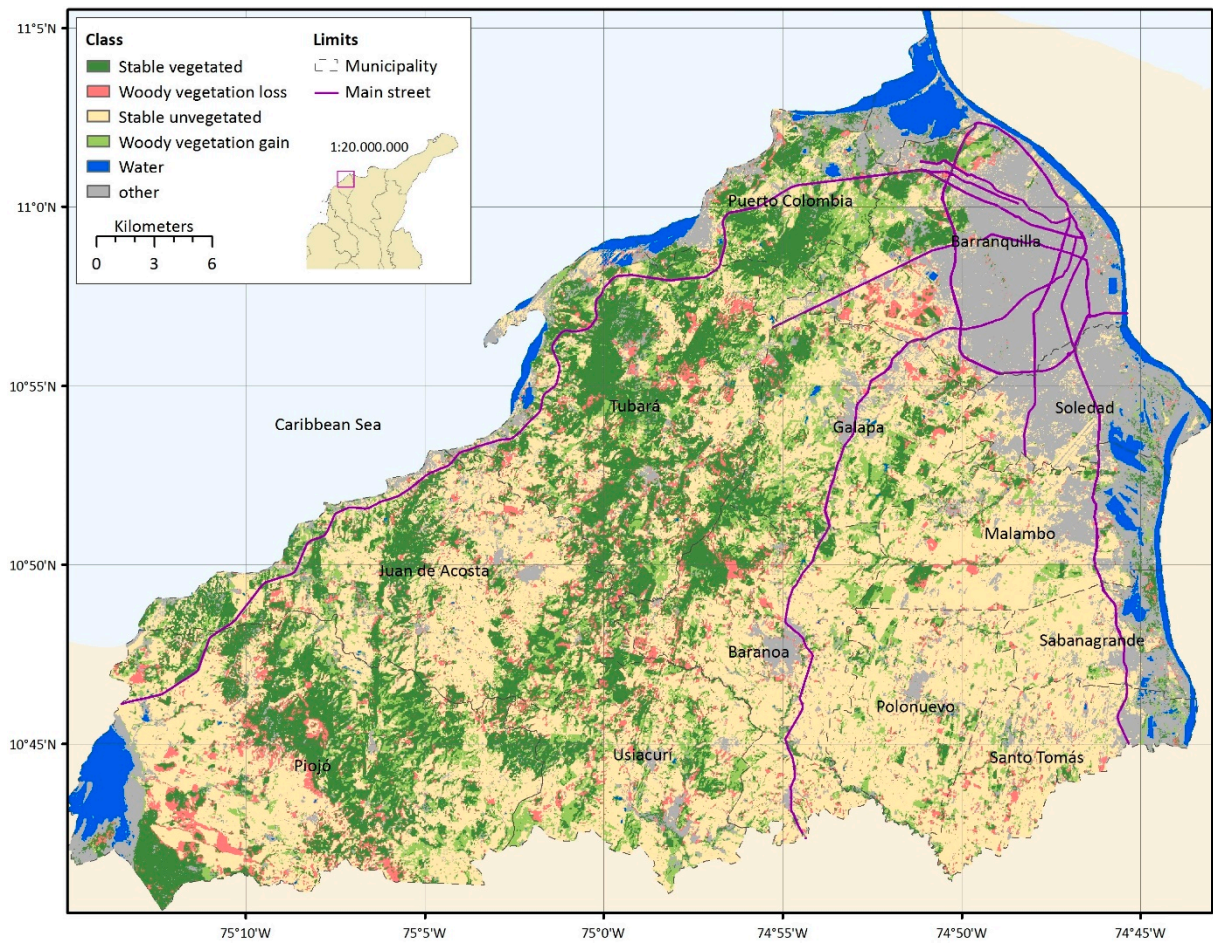 11°5'N
Class
Limits
Stable vegetated
Municipality
Woody vegetation loss
Main street
Stable unvegetated
Woody vegetation gain
1:20.000.000
Water
other
Kilometers
0 3 6
11°0'N
Puerto Colombia
Barranquilla
10°55'N
Tubará
Soledad
Caribbean Sea
Galapa
Malambo
10°50'N
Juan de Acosta
Sabanagrande
Baranoa
Polonuevo
10°45'N
Usiacurí
Santo Tomás
Piojó
75°10'W 75°5'W 75°0'W 74°55'W 74°50'W 74°45'W